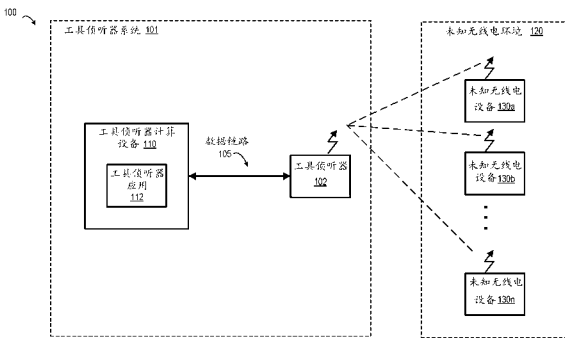 100
工具侦听器系统 101
未知无线电环境 120
工具侦听器计算
设备 110
工具侦听器
应用
112
数据链路
105
工具侦听器
102
未知无线电
设备 130a
未知无线电
设备 130b
未知无线电
设备 130n